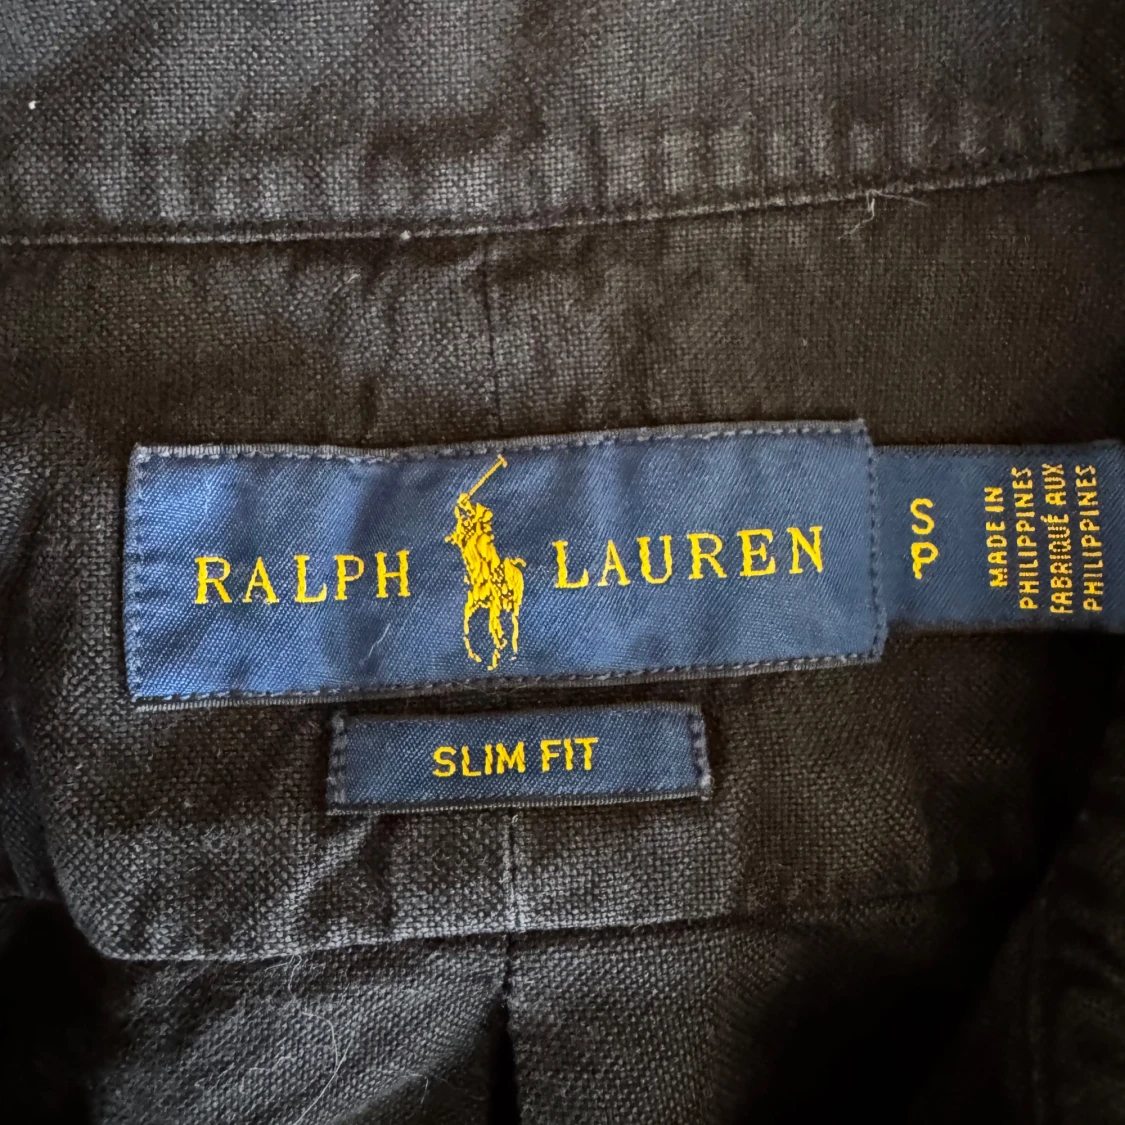 RALPH LAUREN
SLIM FIT
S
P
MADE IN
PHILIPPINES
FABRIQUÉ AUX
PHILIPPINES